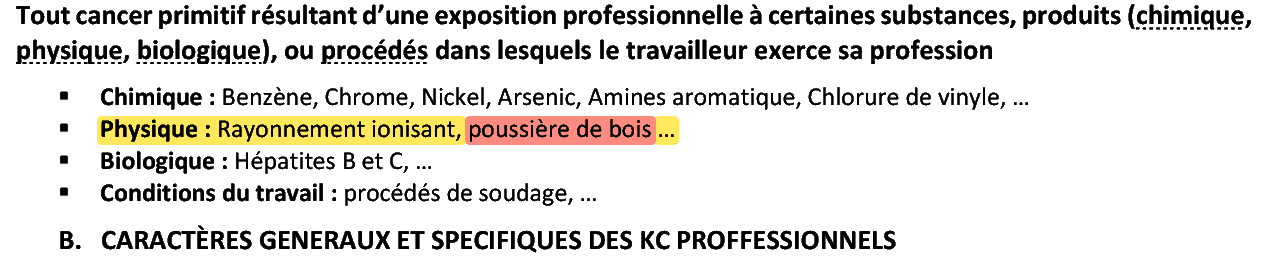 Tout cancer primitif résultant d’une exposition professionnelle à certaines substances, produits (chimique,
physique, biologique), ou procédés dans lesquels le travailleur exerce sa profession
▪ Chimique : Benzène, Chrome, Nickel, Arsenic, Amines aromatique, Chlorure de vinyle, …
▪ Physique : Rayonnement ionisant, poussière de bois …
▪ Biologique : Hépatites B et C, …
▪ Conditions du travail : procédés de soudage, …
B. CARACTÈRES GENERAUX ET SPECIFIQUES DES KC PROFFESSIONNELS